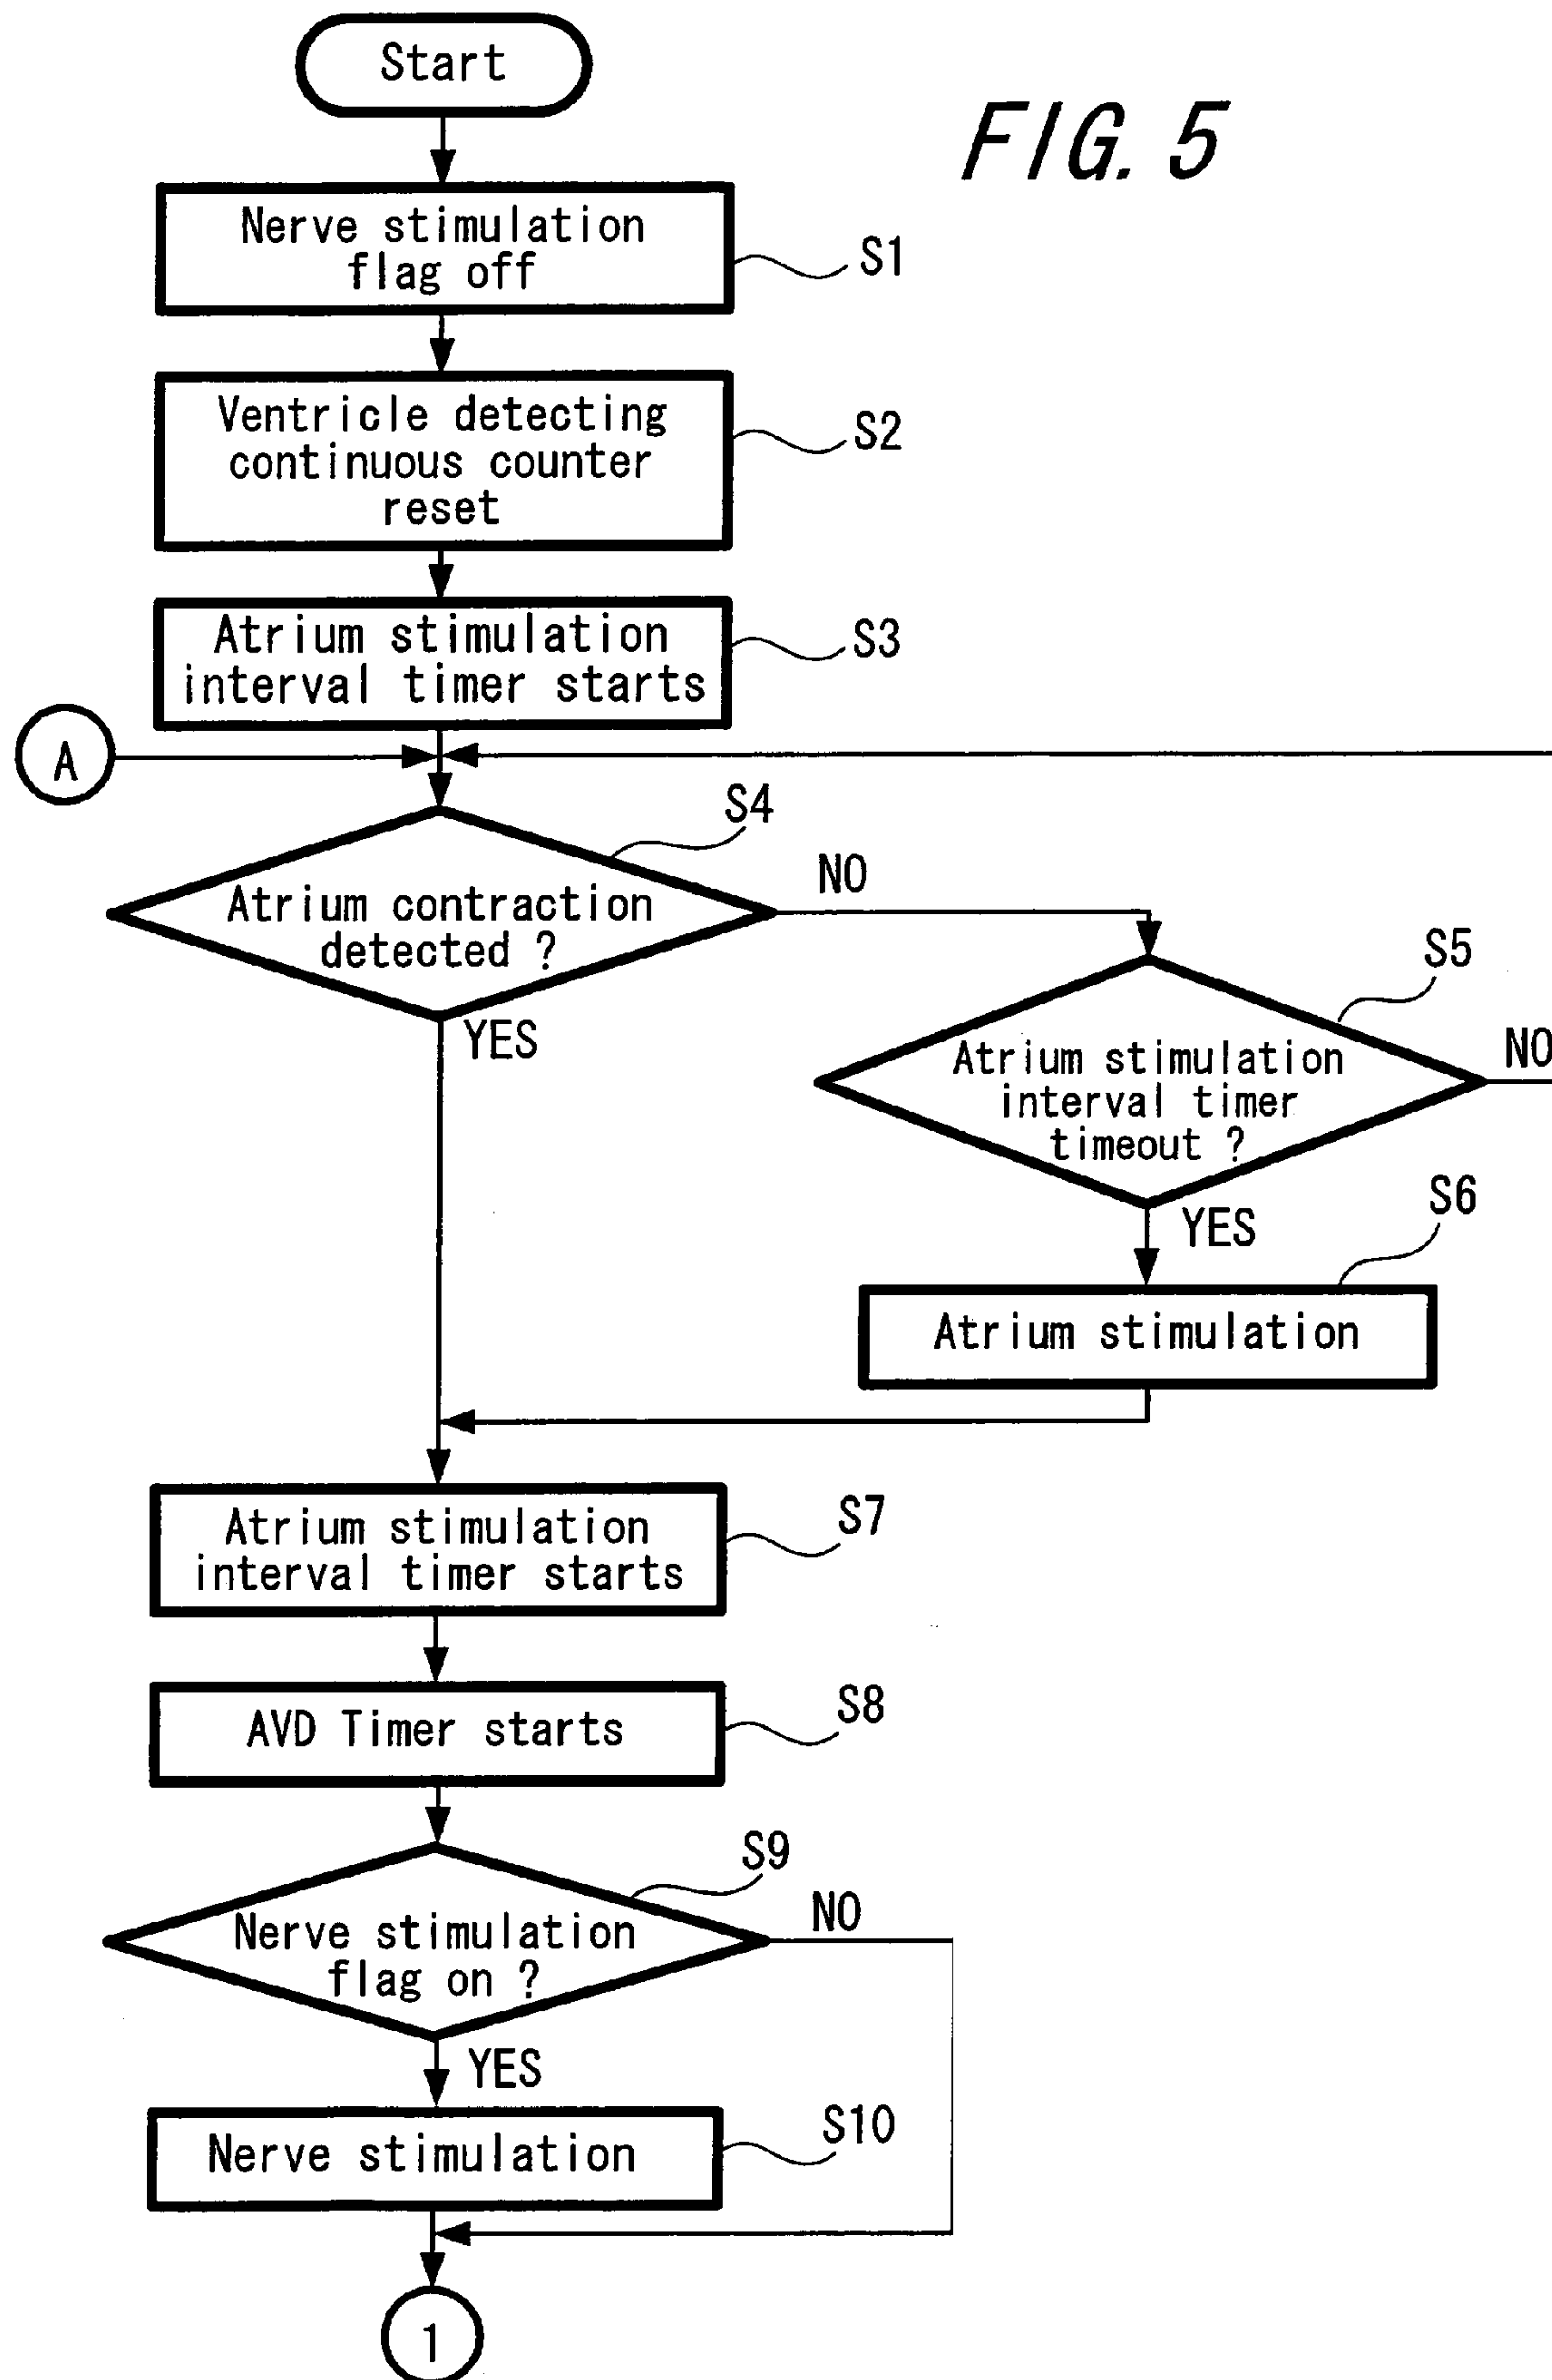 Start
FIG. 5
Nerve stimulation
flag off
S1
Ventricle detecting
continuous counter
reset
S2
Atrium stimulation
interval timer starts
S3
A
S4
Atrium contraction
detected ?
NO
YES
S5
Atrium stimulation
interval timer
timeout ?
NO
YES
S6
Atrium stimulation
Atrium stimulation
interval timer starts
S7
AVD Timer starts
S8
S9
Nerve stimulation
flag on ?
NO
YES
Nerve stimulation
S10
1